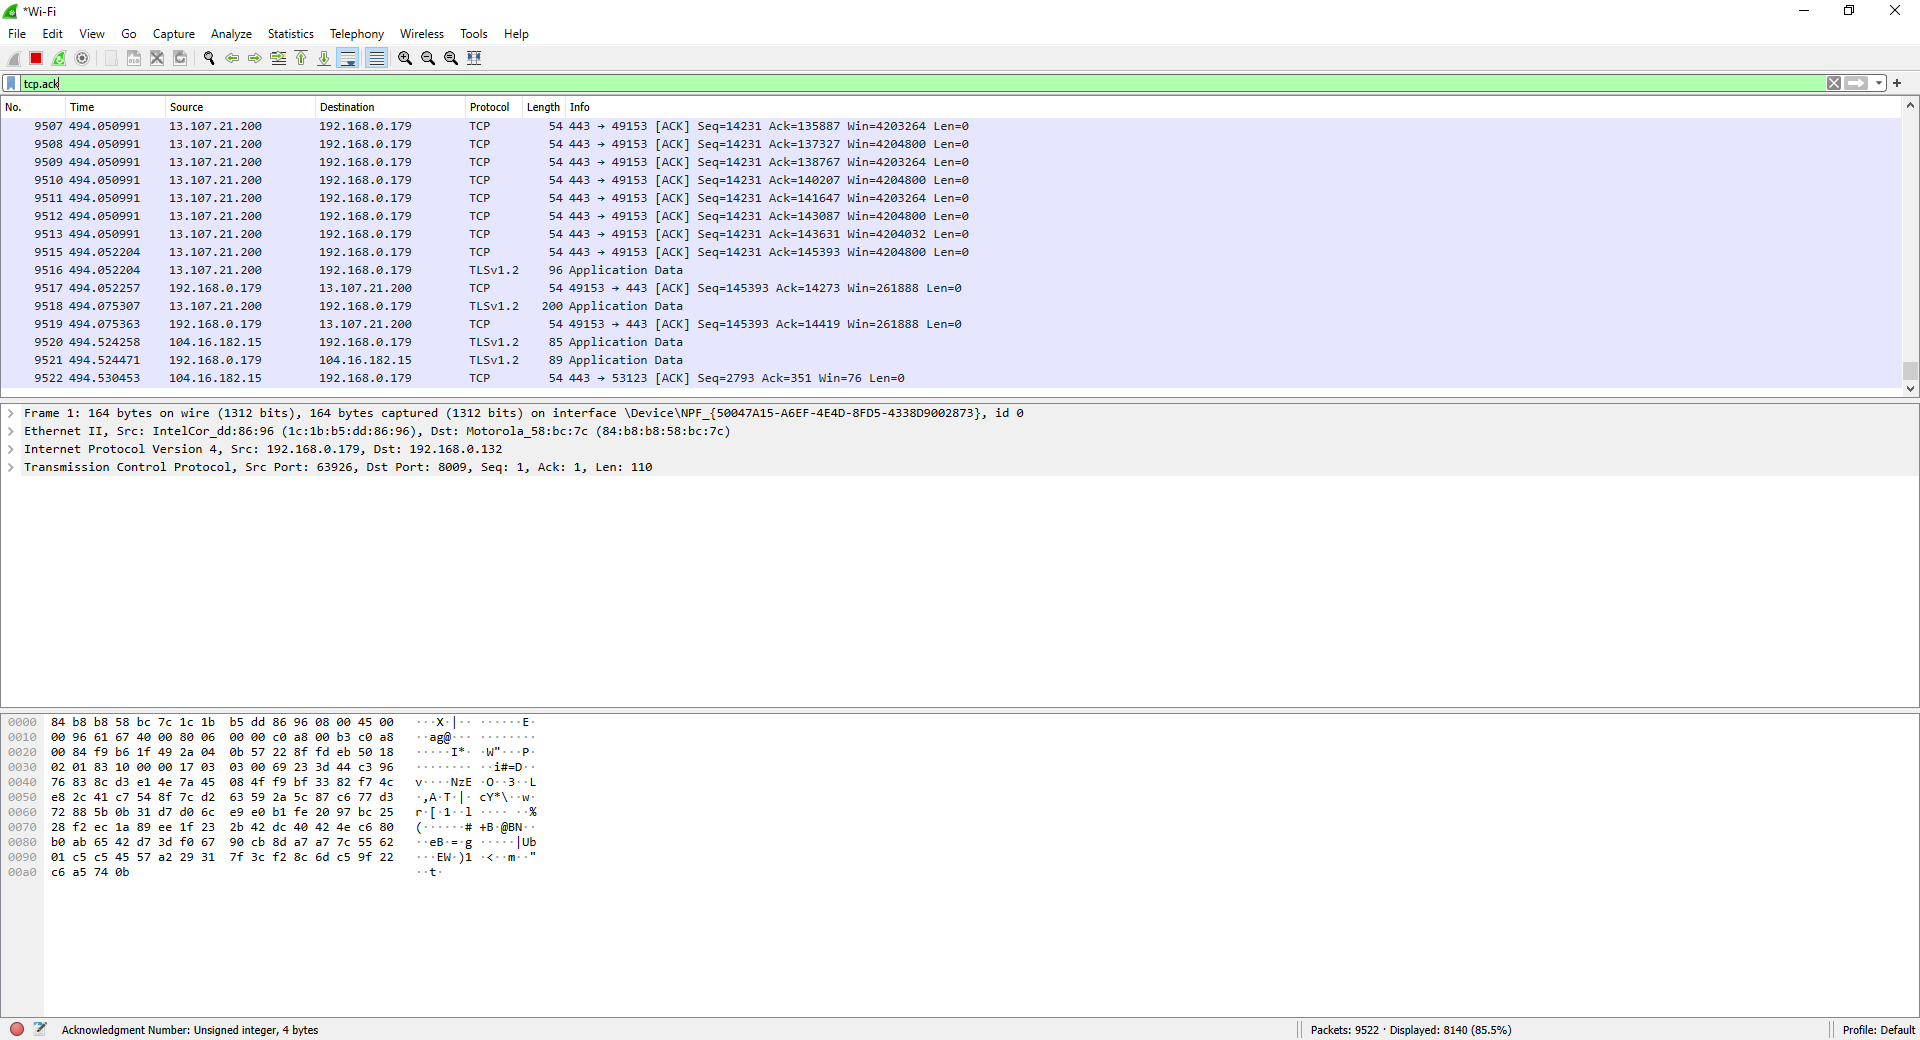 *Wi-Fi
File Edit View Go Capture Analyze Statistics Telephony Wireless Tools Help
tcp.ack
No. Time Source Destination Protocol Length Info
9507 494.050991 13.107.21.200 192.168.0.179 TCP 54 443 → 49153 [ACK] Seq=14231 Ack=135887 Win=4203264 Len=0
9508 494.050991 13.107.21.200 192.168.0.179 TCP 54 443 → 49153 [ACK] Seq=14231 Ack=137327 Win=4204800 Len=0
9509 494.050991 13.107.21.200 192.168.0.179 TCP 54 443 → 49153 [ACK] Seq=14231 Ack=138767 Win=4203264 Len=0
9510 494.050991 13.107.21.200 192.168.0.179 TCP 54 443 → 49153 [ACK] Seq=14231 Ack=140207 Win=4204800 Len=0
9511 494.050991 13.107.21.200 192.168.0.179 TCP 54 443 → 49153 [ACK] Seq=14231 Ack=141647 Win=4203264 Len=0
9512 494.050991 13.107.21.200 192.168.0.179 TCP 54 443 → 49153 [ACK] Seq=14231 Ack=143087 Win=4204800 Len=0
9513 494.050991 13.107.21.200 192.168.0.179 TCP 54 443 → 49153 [ACK] Seq=14231 Ack=143631 Win=4204032 Len=0
9515 494.052204 13.107.21.200 192.168.0.179 TCP 54 443 → 49153 [ACK] Seq=14231 Ack=145393 Win=4204800 Len=0
9516 494.052204 13.107.21.200 192.168.0.179 TLSv1.2 96 Application Data
9517 494.052257 192.168.0.179 13.107.21.200 TCP 54 49153 → 443 [ACK] Seq=145393 Ack=14273 Win=261888 Len=0
9518 494.075307 13.107.21.200 192.168.0.179 TLSv1.2 200 Application Data
9519 494.075363 192.168.0.179 13.107.21.200 TCP 54 49153 → 443 [ACK] Seq=145393 Ack=14419 Win=261888 Len=0
9520 494.524258 104.16.182.15 192.168.0.179 TLSv1.2 85 Application Data
9521 494.524471 192.168.0.179 104.16.182.15 TLSv1.2 89 Application Data
9522 494.530453 104.16.182.15 192.168.0.179 TCP 54 443 → 53123 [ACK] Seq=2793 Ack=351 Win=76 Len=0
Frame 1: 164 bytes on wire (1312 bits), 164 bytes captured (1312 bits) on interface \Device\NPF_{50047A15-A6EF-4E4D-8FD5-4338D9002873}, id 0
Ethernet II, Src: IntelCor_dd:86:96 (1c:1b:b5:dd:86:96), Dst: Motorola_58:bc:7c (84:b8:b8:58:bc:7c)
Internet Protocol Version 4, Src: 192.168.0.179, Dst: 192.168.0.132
Transmission Control Protocol, Src Port: 63926, Dst Port: 8009, Seq: 1, Ack: 1, Len: 110
0000 84 b8 b8 58 bc 7c 1c 1b b5 dd 86 96 08 00 45 00 ···X·|·· ······E·
0010 00 96 61 67 40 00 80 06 00 00 c0 a8 00 b3 c0 a8 ··ag@··· ········
0020 00 84 f9 b6 1f 49 2a 04 0b 57 22 8f fd eb 50 18 ·····I*· ·W"···P·
0030 02 01 83 10 00 00 17 03 03 00 69 23 3d 44 c3 96 ········ ··i#=D··
0040 76 83 8c d3 e1 4e 7a 45 08 4f f9 bf 33 82 f7 4c v····NzE ·O··3··L
0050 e8 2c 41 c7 54 8f 7c d2 63 59 2a 5c 87 c6 77 d3 ·,A·T·|· cY*\··w·
0060 72 88 5b 0b 31 d7 d0 6c e9 e0 b1 fe 20 97 bc 25 r·[·1··l ···· ··%
0070 28 f2 ec 1a 89 ee 1f 23 2b 42 dc 40 42 4e c6 80 (······# +B·@BN··
0080 b0 ab 65 42 d7 3d f0 67 90 cb 8d a7 a7 7c 55 62 ··eB·=·g ·····|Ub
0090 01 c5 c5 45 57 a2 29 31 7f 3c f2 8c 6d c5 9f 22 ···EW·)1 ·<··m··"
00a0 c6 a5 74 0b ··t·
Acknowledgment Number: Unsigned integer, 4 bytes Packets: 9522 · Displayed: 8140 (85.5%) Profile: Default